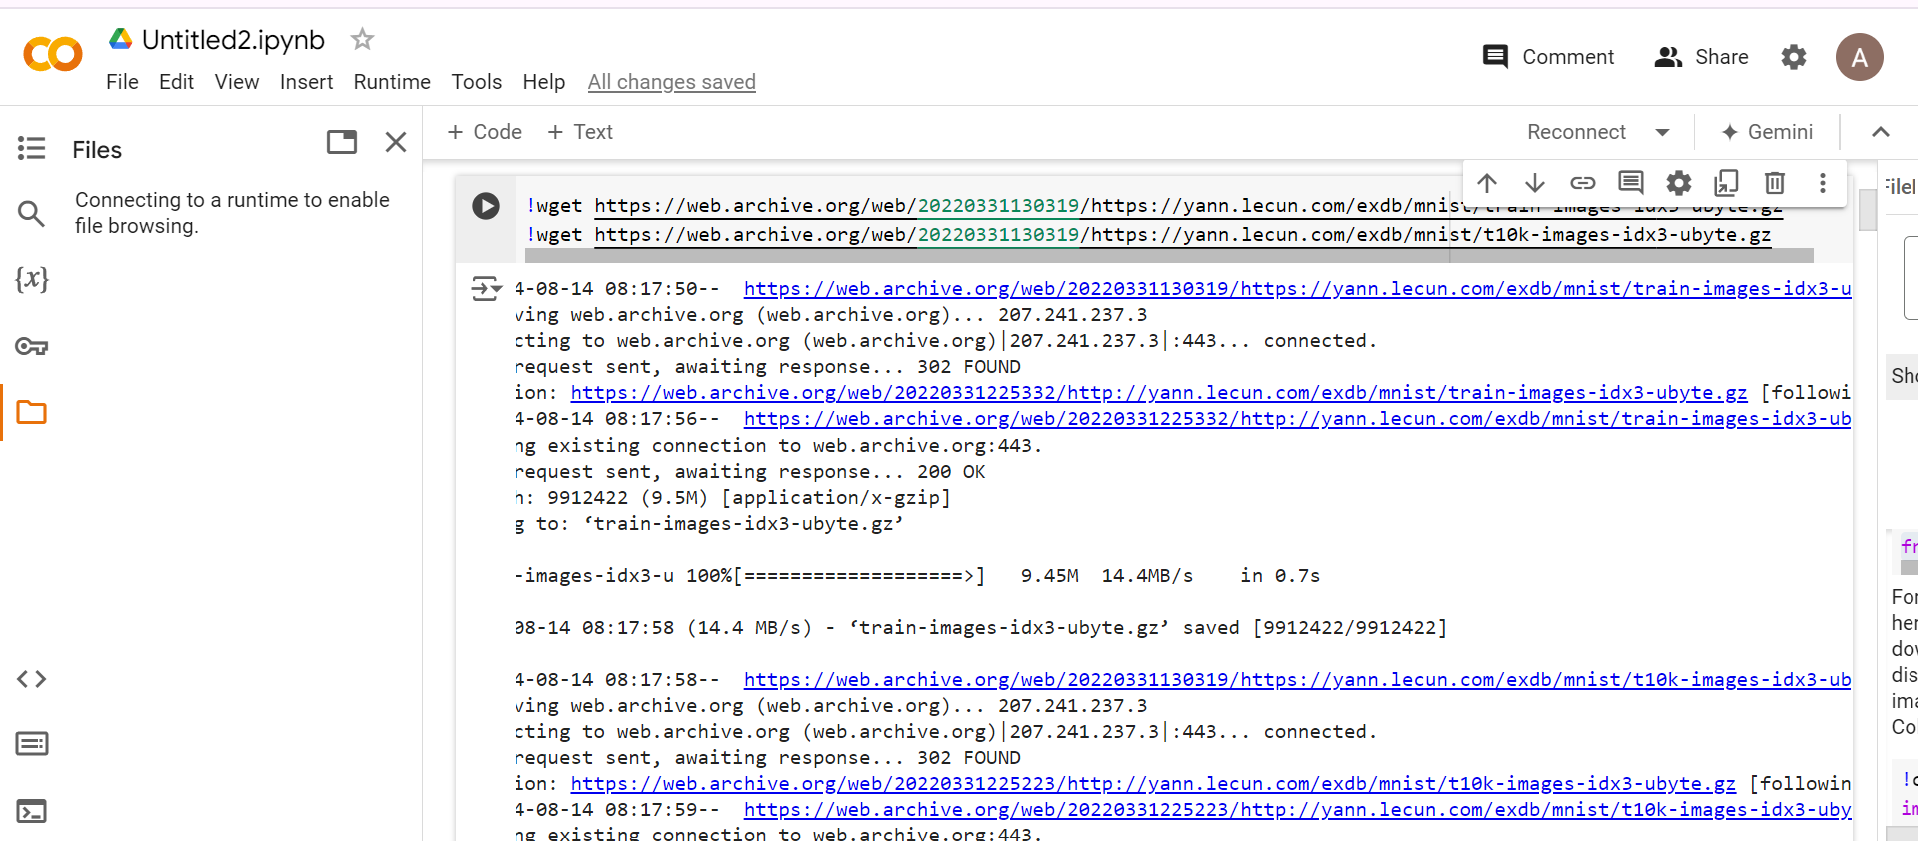 Untitled2.ipynb
File Edit View Insert Runtime Tools Help All changes saved
Comment Share A
Files
Connecting to a runtime to enable
file browsing.
{x}
+ Code + Text
Reconnect Gemini
!wget https://web.archive.org/web/20220331130319/https://yann.lecun.com/exdb/mnist/train-images-idx3-ubyte.gz
!wget https://web.archive.org/web/20220331130319/https://yann.lecun.com/exdb/mnist/t10k-images-idx3-ubyte.gz
4-08-14 08:17:50-- https://web.archive.org/web/20220331130319/https://yann.lecun.com/exdb/mnist/train-images-idx3-u
ving web.archive.org (web.archive.org)... 207.241.237.3
cting to web.archive.org (web.archive.org)|207.241.237.3|:443... connected.
request sent, awaiting response... 302 FOUND
ion: https://web.archive.org/web/20220331225332/http://yann.lecun.com/exdb/mnist/train-images-idx3-ubyte.gz [followi
4-08-14 08:17:56-- https://web.archive.org/web/20220331225332/http://yann.lecun.com/exdb/mnist/train-images-idx3-ub
ng existing connection to web.archive.org:443.
request sent, awaiting response... 200 OK
h: 9912422 (9.5M) [application/x-gzip]
g to: ‘train-images-idx3-ubyte.gz’
-images-idx3-u 100%[===================>] 9.45M 14.4MB/s in 0.7s
08-14 08:17:58 (14.4 MB/s) - ‘train-images-idx3-ubyte.gz’ saved [9912422/9912422]
4-08-14 08:17:58-- https://web.archive.org/web/20220331130319/https://yann.lecun.com/exdb/mnist/t10k-images-idx3-ub
ving web.archive.org (web.archive.org)... 207.241.237.3
cting to web.archive.org (web.archive.org)|207.241.237.3|:443... connected.
request sent, awaiting response... 302 FOUND
ion: https://web.archive.org/web/20220331225223/http://yann.lecun.com/exdb/mnist/t10k-images-idx3-ubyte.gz [followin
4-08-14 08:17:59-- https://web.archive.org/web/20220331225223/http://yann.lecun.com/exdb/mnist/t10k-images-idx3-uby
ng existing connection to web.archive.org:443.
Filel
Sho
fr
For
her
dov
dis
ima
Co
!c
im